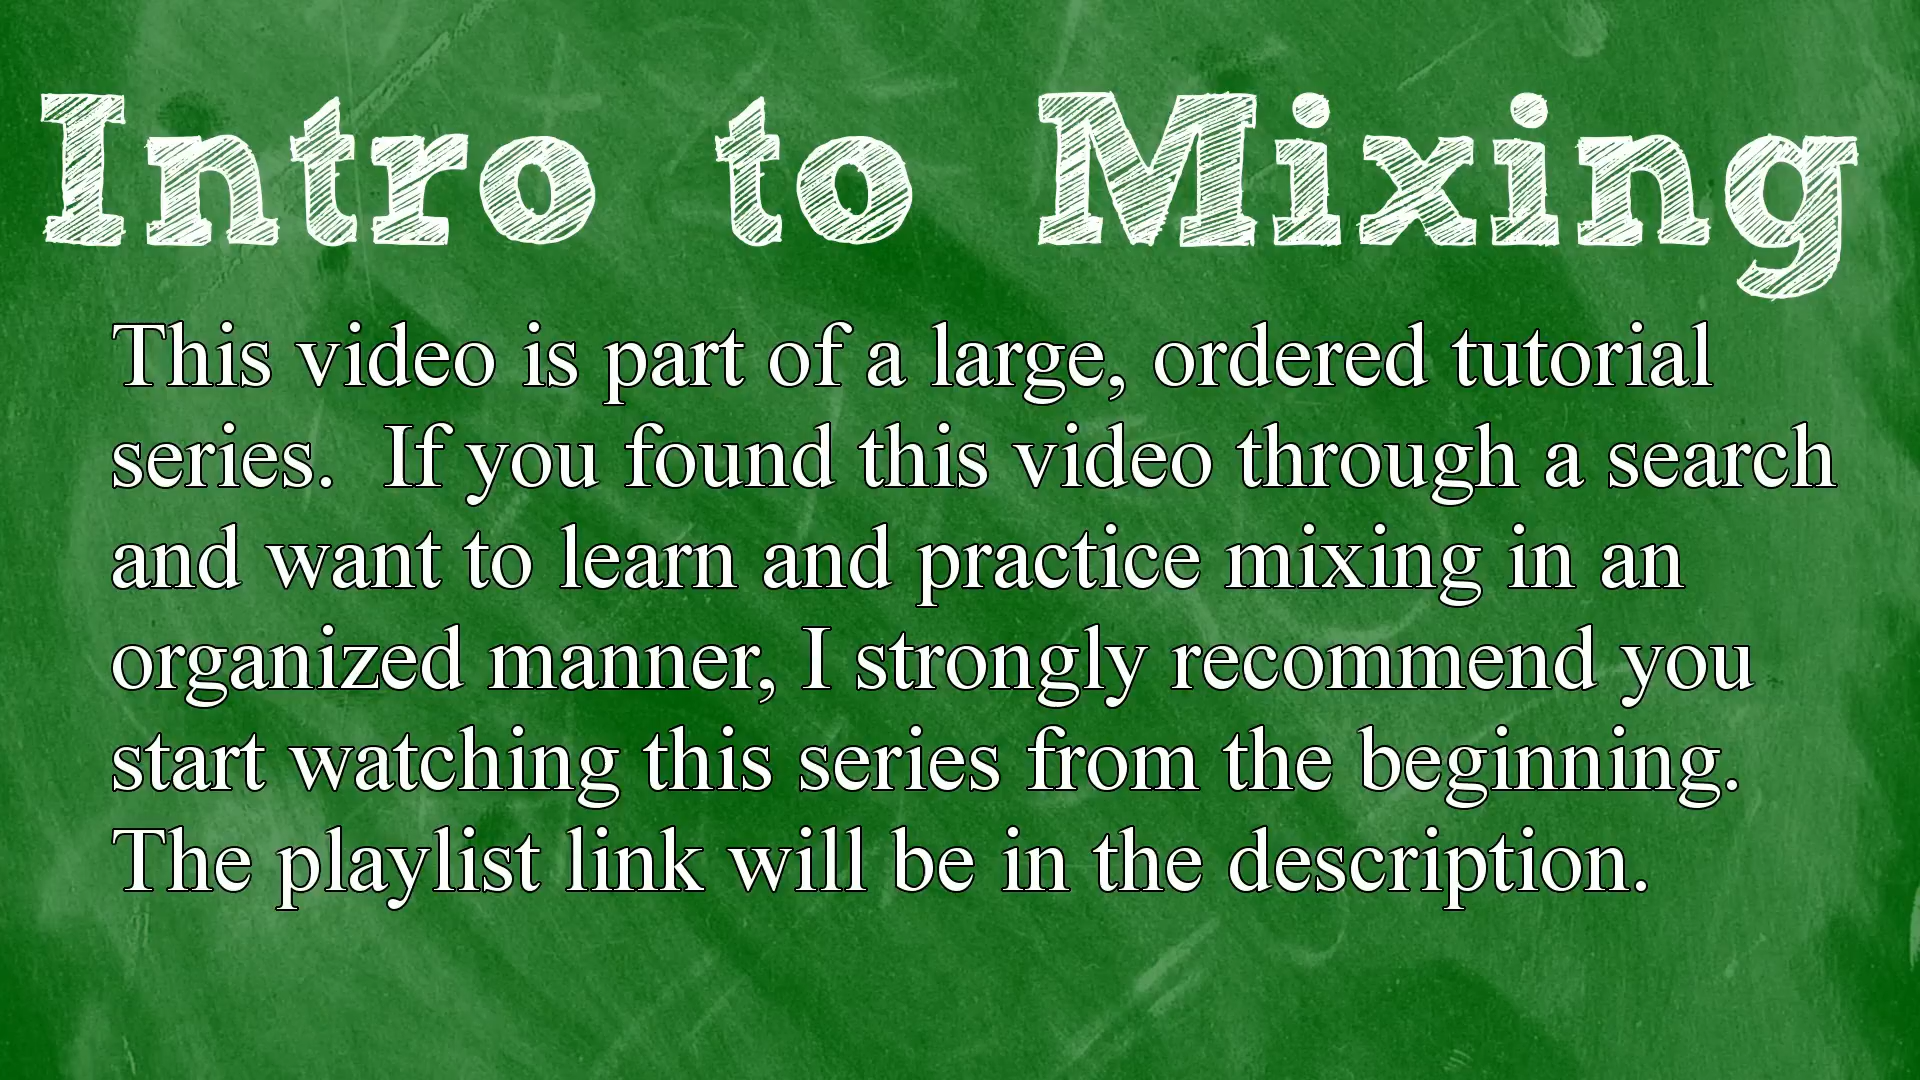 Intro to Mixing
This video is part of a large, ordered tutorial
series.  If you found this video through a search
and want to learn and practice mixing in an
organized manner, I strongly recommend you
start watching this series from the beginning.
The playlist link will be in the description.